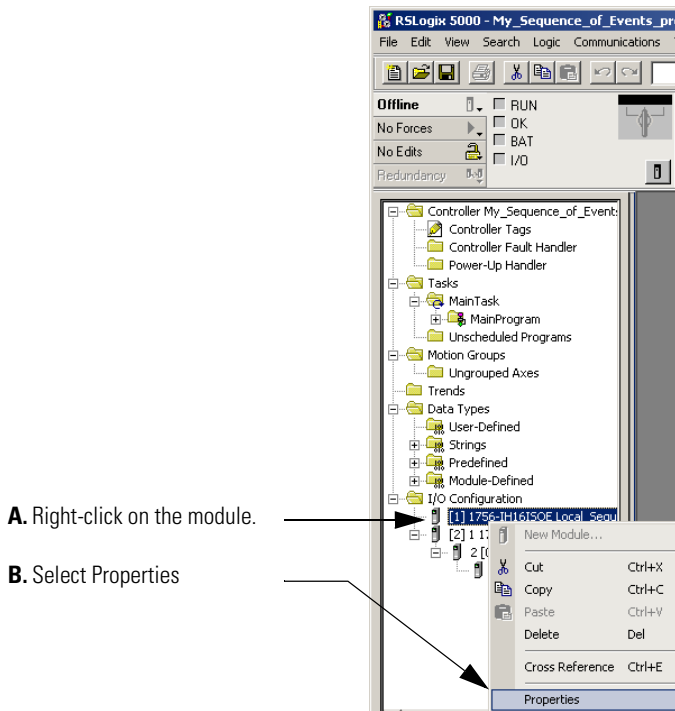 RSLogix 5000 - My_Sequence_of_Events_pro
File Edit View Search Logic Communications
Offline
RUN
No Forces
OK
BAT
No Edits
I/O
Redundancy
Controller My_Sequence_of_Event:
Controller Tags
Controller Fault Handler
Power-Up Handler
Tasks
MainTask
MainProgram
Unscheduled Programs
Motion Groups
Ungrouped Axes
Trends
Data Types
User-Defined
Strings
Predefined
Module-Defined
I/O Configuration
A. Right-click on the module.
[1] 1756-IH16ISOE Local_Sequ
[2] 1 17
New Module...
2 [0
Cut Ctrl+X
B. Select Properties
Copy Ctrl+C
Paste Ctrl+V
Delete Del
Cross Reference Ctrl+E
Properties